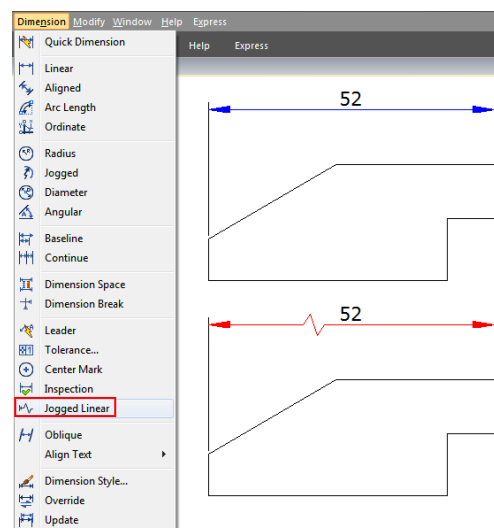 Dimension Modify Window Help Express
Quick Dimension
Help Express
Linear
Aligned
Arc Length
Ordinate
Radius
Jogged
Diameter
Angular
Baseline
Continue
Dimension Space
Dimension Break
Leader
Tolerance...
Center Mark
Inspection
Jogged Linear
Oblique
Align Text
Dimension Style...
Override
Update
52
52